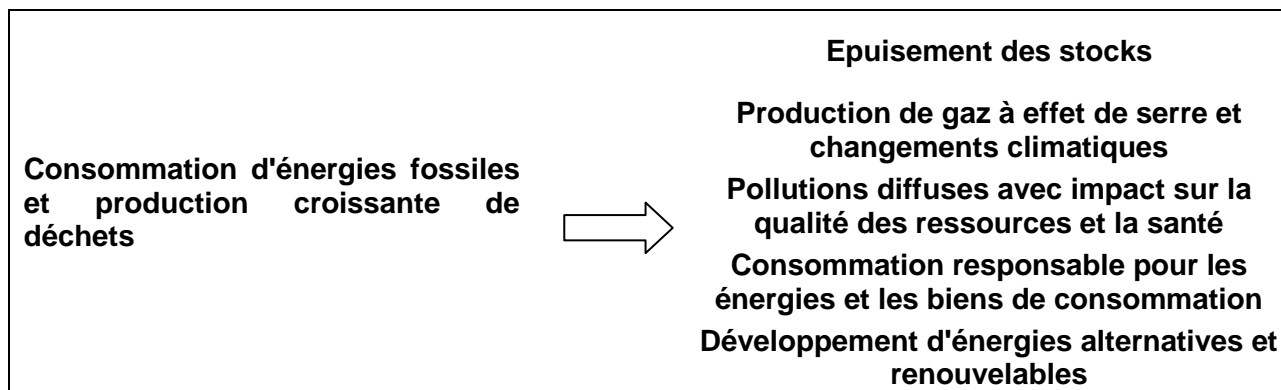 Consommation d'énergies fossiles
et production croissante de
déchets
Epuisement des stocks
Production de gaz à effet de serre et
changements climatiques
Pollutions diffuses avec impact sur la
qualité des ressources et la santé
Consommation responsable pour les
énergies et les biens de consommation
Développement d'énergies alternatives et
renouvelables